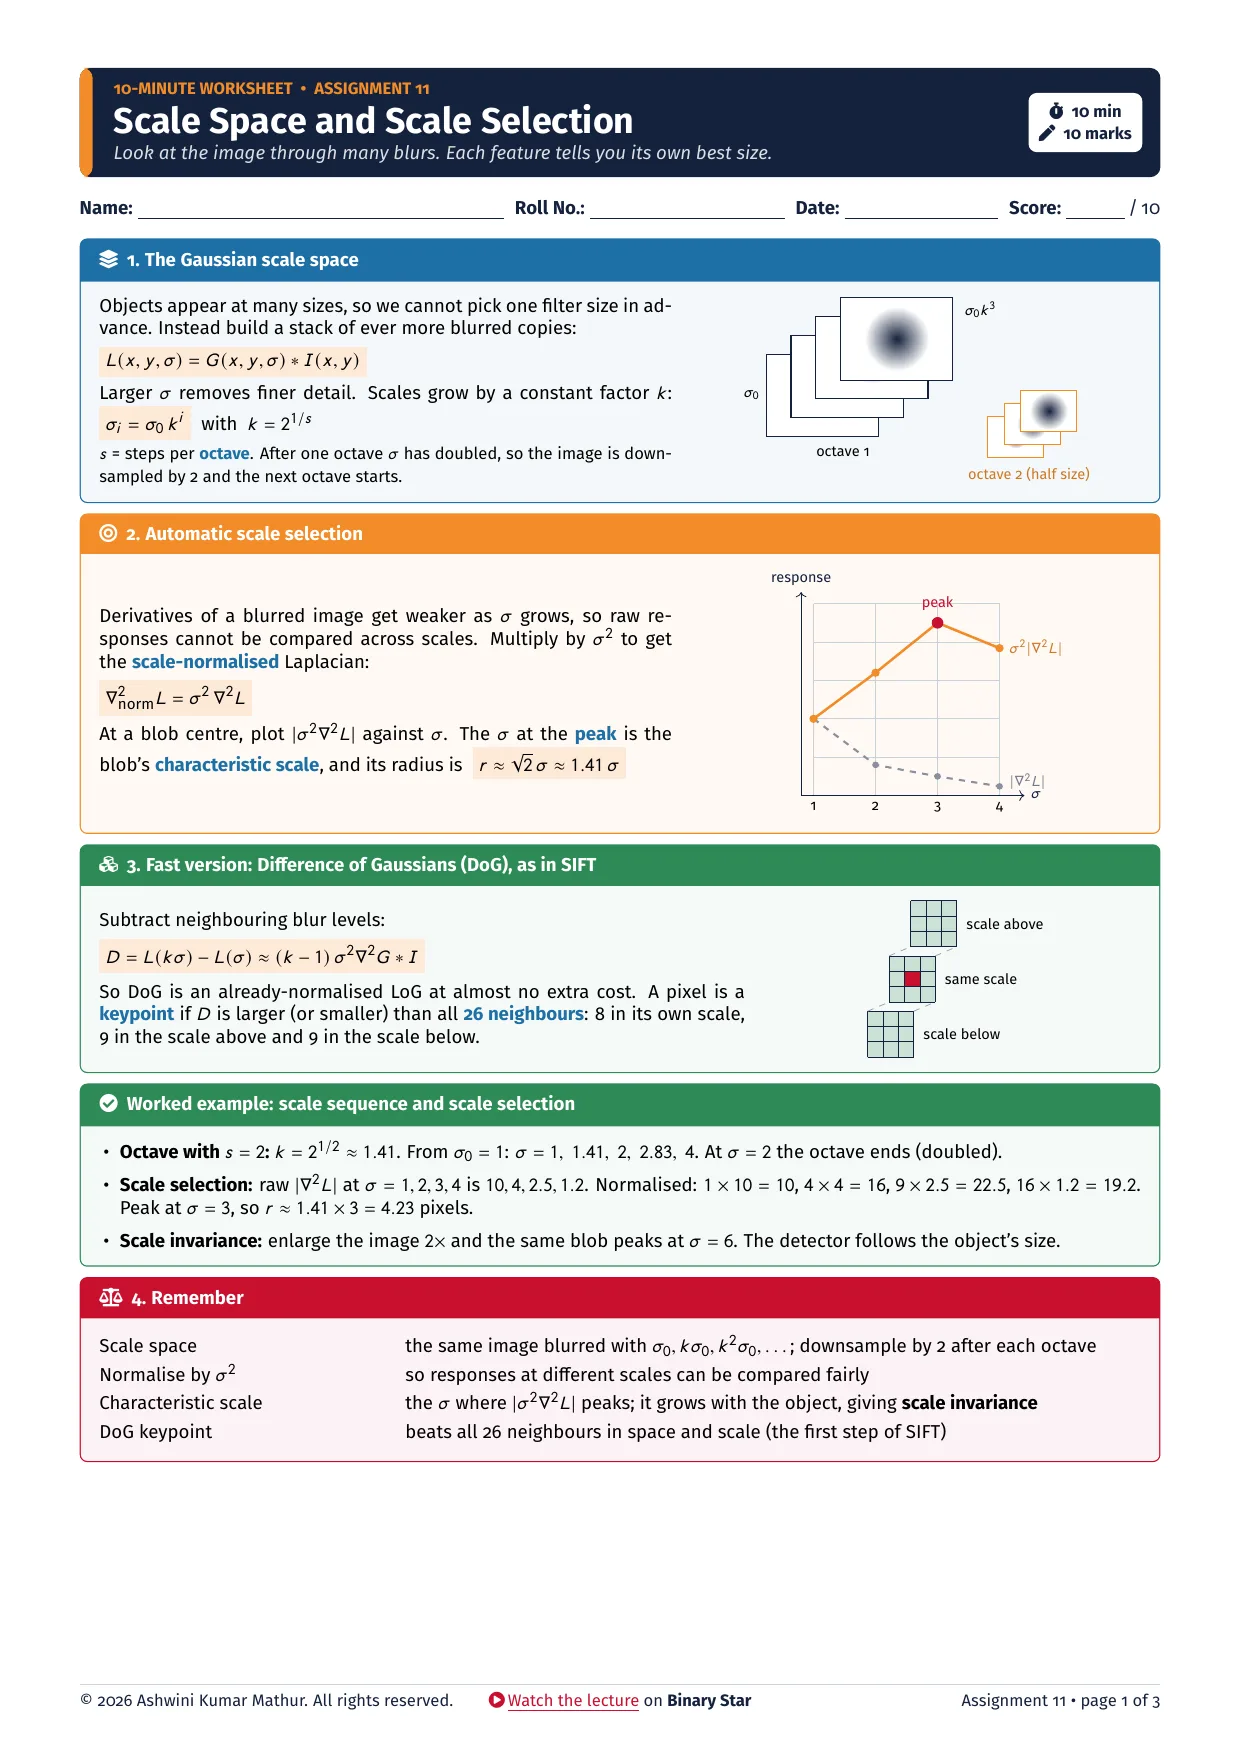 10-MINUTE WORKSHEET • ASSIGNMENT 11
Scale Space and Scale Selection
Look at the image through many blurs. Each feature tells you its own best size.
10 min
10 marks
Name: Roll No.: Date: Score: / 10
1. The Gaussian scale space
Objects appear at many sizes, so we cannot pick one filter size in ad-
vance. Instead build a stack of ever more blurred copies:
L(x, y, σ) = G(x, y, σ) ∗ I(x, y)
Larger σ removes finer detail. Scales grow by a constant factor k:
σᵢ = σ₀ kⁱ with k = 2^{1/s}
s = steps per octave. After one octave σ has doubled, so the image is down-
sampled by 2 and the next octave starts.
σ₀
σ₀k³
octave 1
octave 2 (half size)
2. Automatic scale selection
Derivatives of a blurred image get weaker as σ grows, so raw re-
sponses cannot be compared across scales. Multiply by σ² to get
the scale-normalised Laplacian:
∇²_norm L = σ² ∇²L
At a blob centre, plot |σ²∇²L| against σ. The σ at the peak is the
blob's characteristic scale, and its radius is r ≈ √2 σ ≈ 1.41 σ
response
peak
σ²|∇²L|
|∇²L|
σ
1 2 3 4
3. Fast version: Difference of Gaussians (DoG), as in SIFT
Subtract neighbouring blur levels:
D = L(kσ) − L(σ) ≈ (k − 1) σ²∇²G ∗ I
So DoG is an already-normalised LoG at almost no extra cost. A pixel is a
keypoint if D is larger (or smaller) than all 26 neighbours: 8 in its own scale,
9 in the scale above and 9 in the scale below.
scale above
same scale
scale below
Worked example: scale sequence and scale selection
• Octave with s = 2: k = 2^{1/2} ≈ 1.41. From σ₀ = 1: σ = 1, 1.41, 2, 2.83, 4. At σ = 2 the octave ends (doubled).
• Scale selection: raw |∇²L| at σ = 1, 2, 3, 4 is 10, 4, 2.5, 1.2. Normalised: 1 × 10 = 10, 4 × 4 = 16, 9 × 2.5 = 22.5, 16 × 1.2 = 19.2.
Peak at σ = 3, so r ≈ 1.41 × 3 = 4.23 pixels.
• Scale invariance: enlarge the image 2× and the same blob peaks at σ = 6. The detector follows the object's size.
4. Remember
Scale space the same image blurred with σ₀, kσ₀, k²σ₀, . . . ; downsample by 2 after each octave
Normalise by σ² so responses at different scales can be compared fairly
Characteristic scale the σ where |σ²∇²L| peaks; it grows with the object, giving scale invariance
DoG keypoint beats all 26 neighbours in space and scale (the first step of SIFT)
© 2026 Ashwini Kumar Mathur. All rights reserved. Watch the lecture on Binary Star Assignment 11 • page 1 of 3